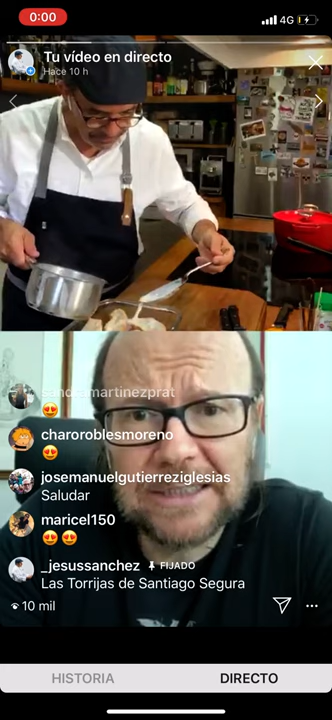 0:00
4G
Tu vídeo en directo
Hace 10 h
sandramartinezprat
😍
charoroblesmoreno
😍
josemanuelgutierreziglesias
Saludar
maricel150
😍😍
_jesussanchez FIJADO
Las Torrijas de Santiago Segura
10 mil
HISTORIA
DIRECTO